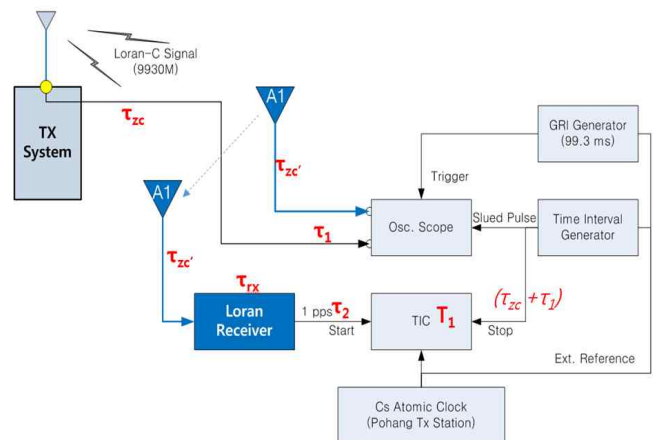 Loran-C Signal
(9930M)
TX
System
τzc
A1
GRI Generator
(99.3 ms)
τzc'
Trigger
A1
τ1
Osc. Scope
Slued Pulse
Time Interval
Generator
τzc'
τrx
Loran
Receiver
1 pps
τ2
Start
TIC
T1
(τzc +τ1)
Stop
Ext. Reference
Cs Atomic Clock
(Pohang Tx Station)